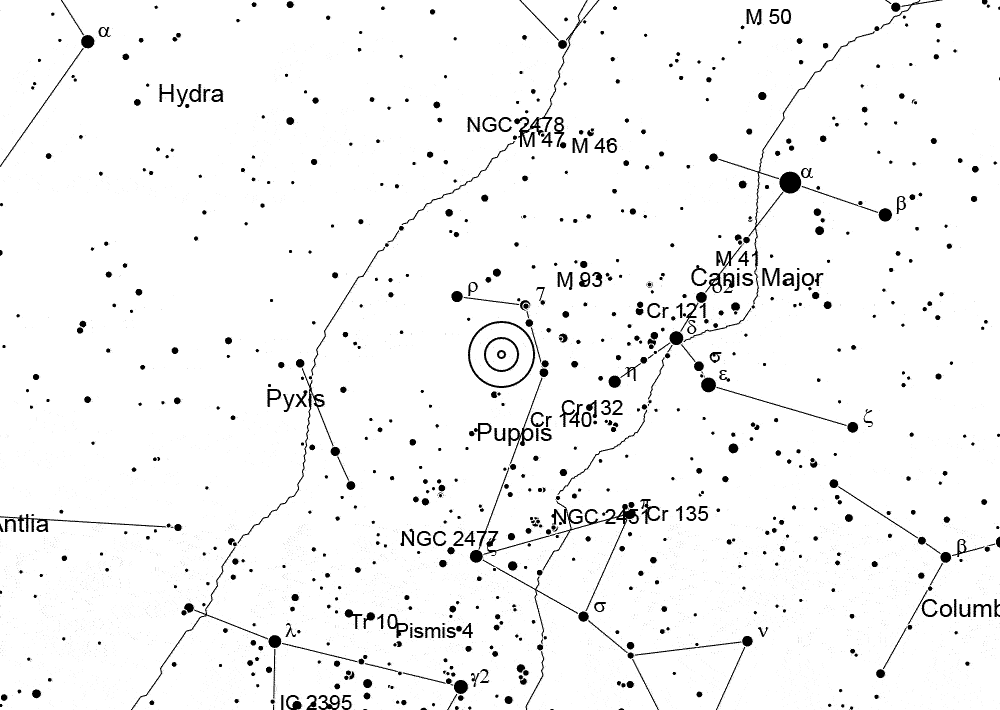 M 50
α
Hydra
NGC 2478
M 47
M 46
α
β
M 41
M 93
Canis Major
ο2
ρ
7
Cr 121
δ
σ
η
ε
Pyxis
Cr 132
Cr 140
ζ
Puppis
π
NGC 2451
Cr 135
Antlia
NGC 2477
ζ
β
σ
Columb
Tr 10
Pismis 4
λ
ν
γ2
IC 2395